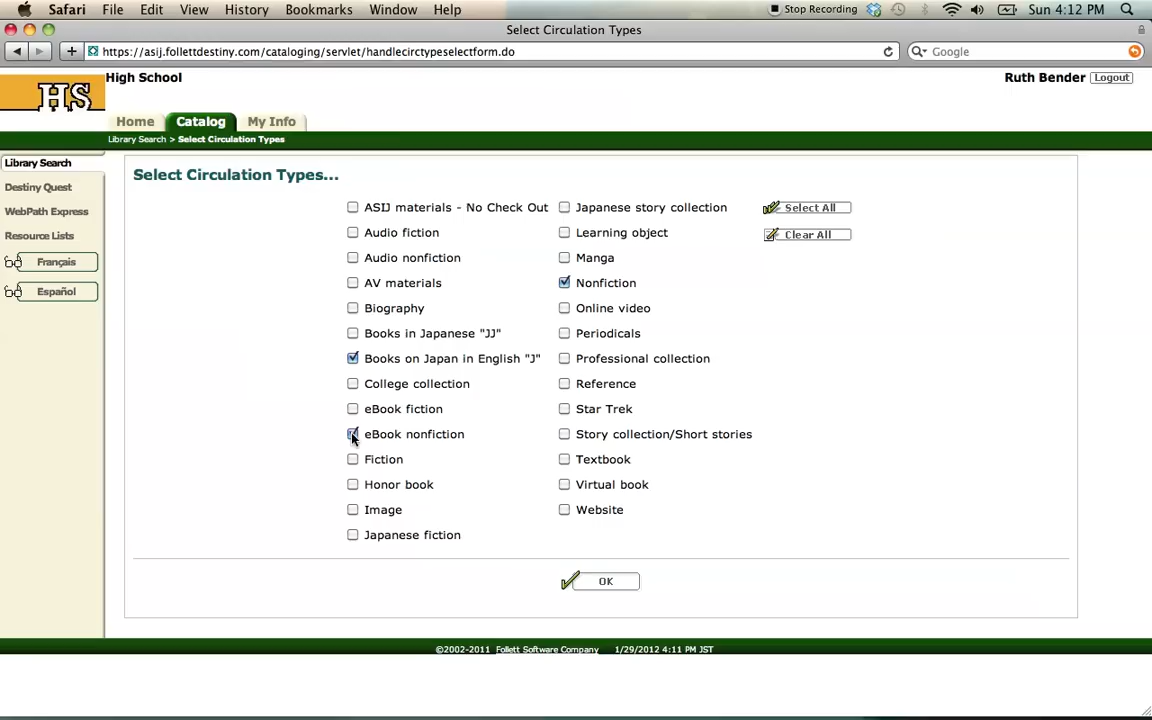 Safari File Edit View History Bookmarks Window Help Stop Recording Sun 4:12 PM
Select Circulation Types
https://asij.follettdestiny.com/cataloging/servlet/handlecirctypeselectform.do
Google
HS
High School
Ruth Bender Logout
Home Catalog My Info
Library Search > Select Circulation Types
Library Search
Destiny Quest
WebPath Express
Resource Lists
Français
Español
Select Circulation Types...
ASIJ materials - No Check Out
Audio fiction
Audio nonfiction
AV materials
Biography
Books in Japanese "JJ"
Books on Japan in English "J"
College collection
eBook fiction
eBook nonfiction
Fiction
Honor book
Image
Japanese fiction
Japanese story collection
Learning object
Manga
Nonfiction
Online video
Periodicals
Professional collection
Reference
Star Trek
Story collection/Short stories
Textbook
Virtual book
Website
Select All
Clear All
OK
©2002-2011 Follett Software Company 1/29/2012 4:11 PM JST